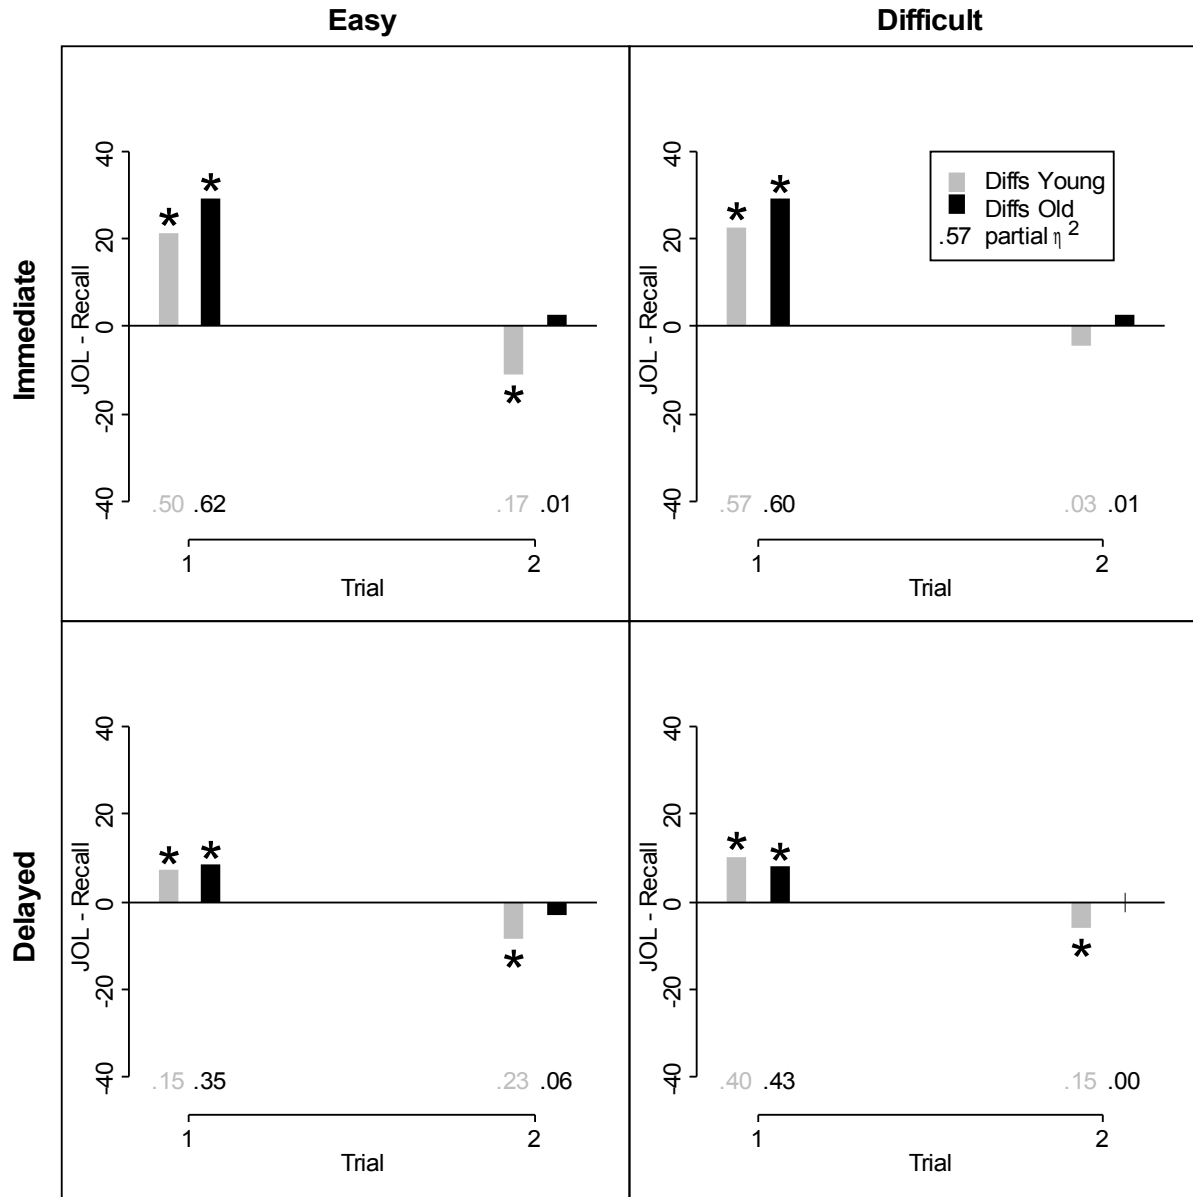 Easy
Difficult
Immediate
JOL - Recall
40
20
0
-20
-40
* * *
.50 .62 .17 .01
1 2
Trial
JOL - Recall
40
20
0
-20
-40
* *
Diffs Young
Diffs Old
.57 partial η 2
.57 .60 .03 .01
1 2
Trial
Delayed
JOL - Recall
40
20
0
-20
-40
* * *
.15 .35 .23 .06
1 2
Trial
JOL - Recall
40
20
0
-20
-40
* * *
.40 .43 .15 .00
1 2
Trial